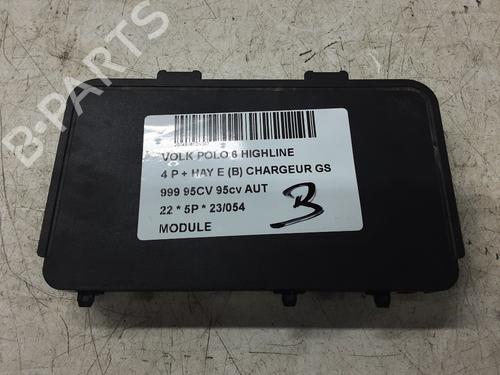 B-PARTS
VOLK POLO 6 HIGHLINE
4 P + HAY E (B) CHARGEUR GS
999 95CV 95cv AUT
22 * 5P * 23/054
MODULE
B